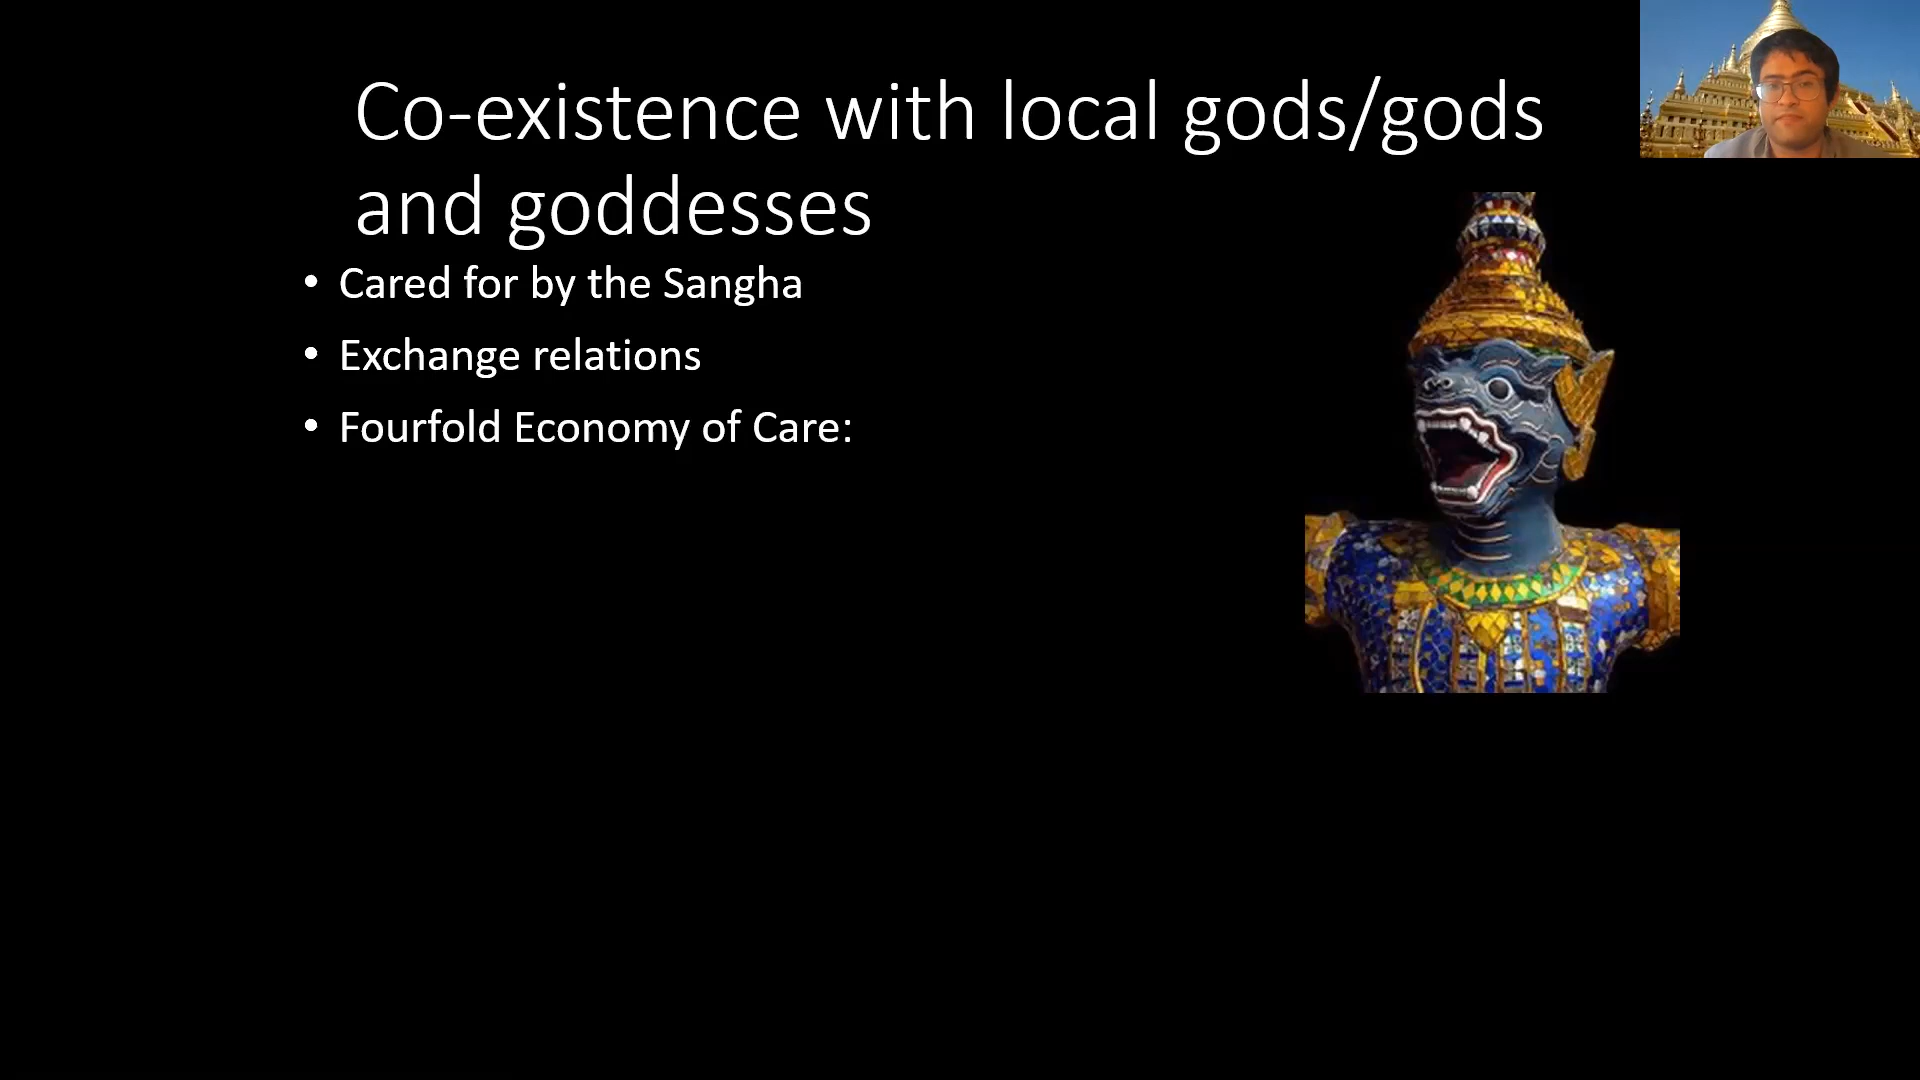 Co-existence with local gods/gods
and goddesses
• Cared for by the Sangha
• Exchange relations
• Fourfold Economy of Care: